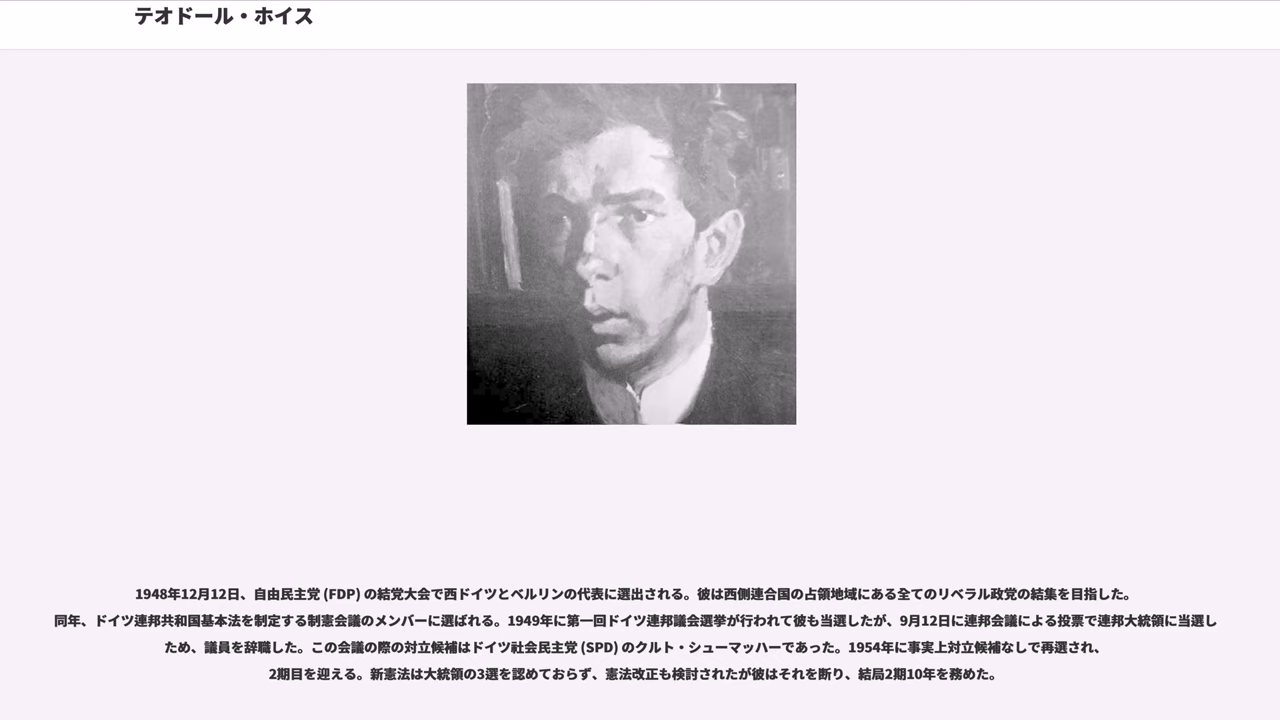 テオドール・ホイス
1948年12月12日、自由民主党 (FDP) の結党大会で西ドイツとベルリンの代表に選出される。彼は西側連合国の占領地域にある全てのリベラル政党の結集を目指した。
同年、ドイツ連邦共和国基本法を制定する制憲会議のメンバーに選ばれる。1949年に第一回ドイツ連邦議会選挙が行われて彼も当選したが、9月12日に連邦会議による投票で連邦大統領に当選し
ため、議員を辞職した。この会議の際の対立候補はドイツ社会民主党 (SPD) のクルト・シューマッハーであった。1954年に事実上対立候補なしで再選され、
2期目を迎える。新憲法は大統領の3選を認めておらず、憲法改正も検討されたが彼はそれを断り、結局2期10年を務めた。